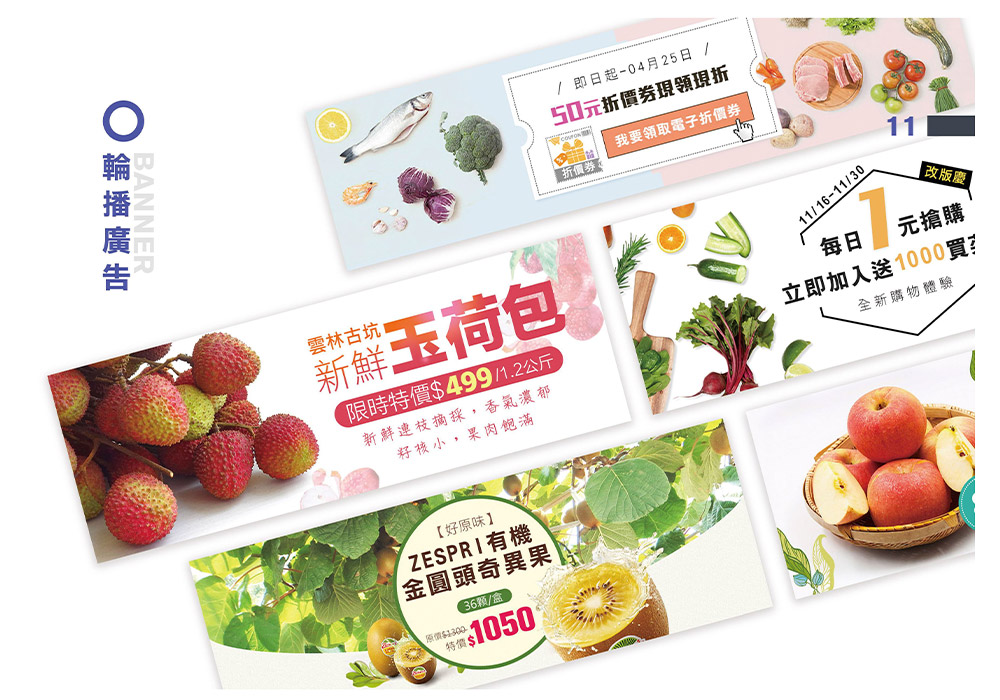 輪播廣告
BANNER
11
/ 即日起-04月25日 /
50元折價券現領現折
我要領取電子折價券
COUPON
折價券
11/16-11/30
改版慶
每日1元搶購
立即加入送1000買
全新購物體驗
雲林古坑
新鮮玉荷包
限時特價$499/1.2公斤
新鮮連枝摘採，香氣濃郁
籽核小，果肉飽滿
【好原味】
ZESPRI有機
金圓頭奇異果
36顆/盒
原價$1300
特價$1050